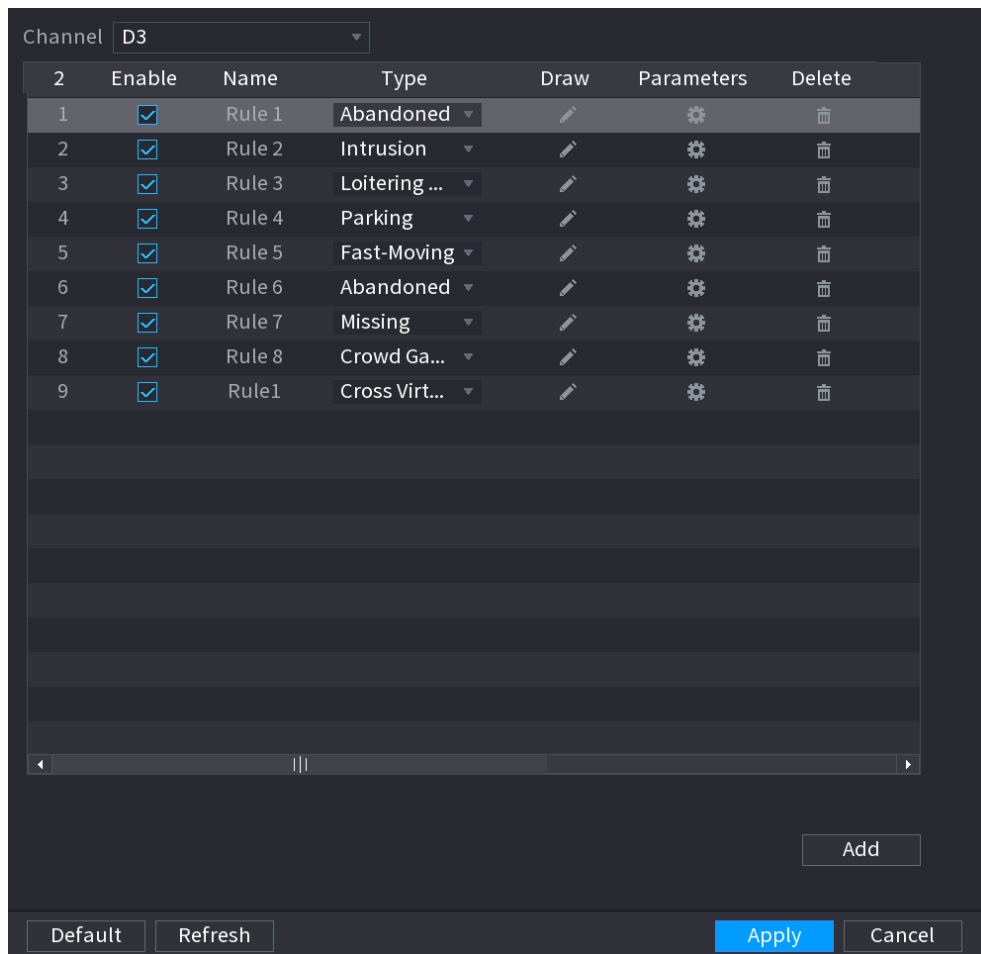 Channel D3
2 Enable Name Type Draw Parameters Delete
1 Rule 1 Abandoned
2 Rule 2 Intrusion
3 Rule 3 Loitering ...
4 Rule 4 Parking
5 Rule 5 Fast-Moving
6 Rule 6 Abandoned
7 Rule 7 Missing
8 Rule 8 Crowd Ga...
9 Rule1 Cross Virt...
Add
Default Refresh Apply Cancel